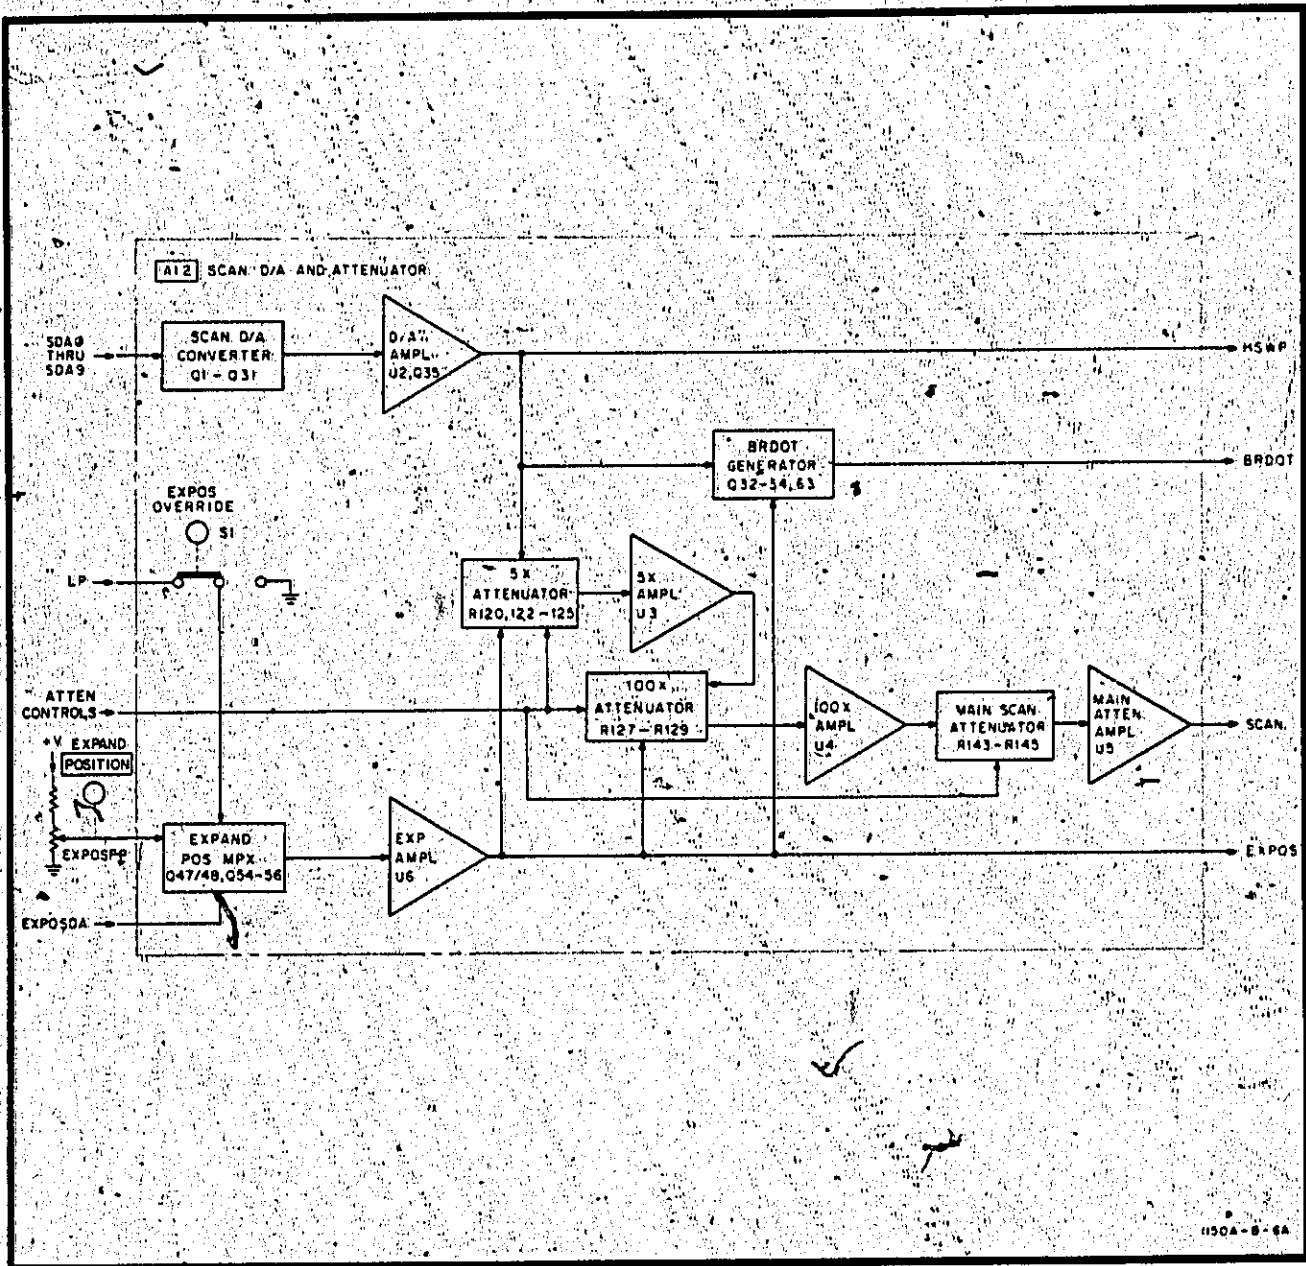 A12 SCAN D/A AND ATTENUATOR
SDA0
THRU
SDA9
SCAN D/A
CONVERTER
Q1-Q31
D/A
AMPL
U2,Q35
HSWP
BRDOT
GENERATOR
Q32-34,63
BRDOT
EXPOS
OVERRIDE
S1
LP
5X
ATTENUATOR
R120,122-125
5X
AMPL
U3
ATTEN
CONTROLS
100X
ATTENUATOR
R127-R129
100X
AMPL
U4
MAIN SCAN
ATTENUATOR
R143-R145
MAIN
ATTEN
AMPL
U5
SCAN
+V EXPAND
POSITION
EXPOSFP
EXPAND
POS MPX
Q47/48,Q54-56
EXP
AMPL
U6
EXPOS
EXPOSDA
1150A-B-6A